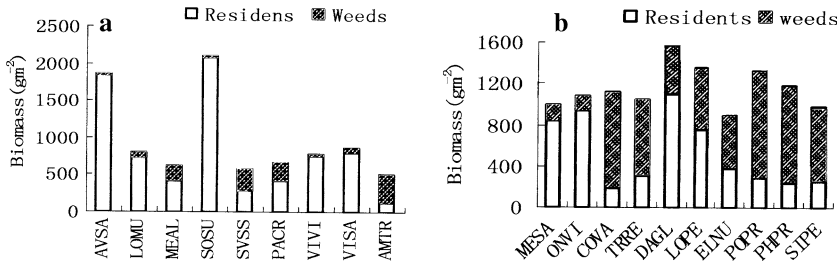 a
Residens Weeds
Biomass(gm-2)
2500
2000
1500
1000
500
0
AVSA LOMU MEAL SOSU SVSS PACR VIVI VISA AMTR
b
Residents weeds
Biomass(gm-2)
1600
1200
800
400
0
MESA ONVI COVA TRRE DAGL LOPE ELNU POPR PHPR SIPE